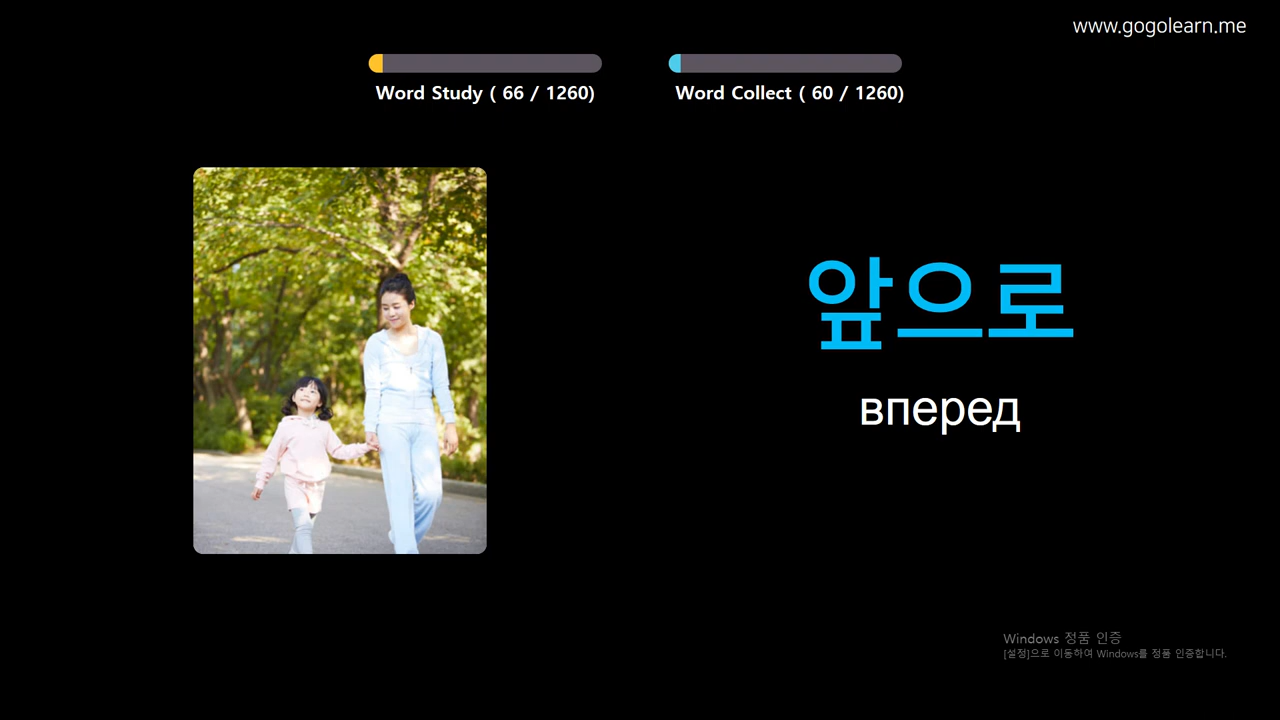 www.gogolearn.me
Word Study ( 66 / 1260)
Word Collect ( 60 / 1260)
앞으로
вперед
Windows 정품 인증
[설정]으로 이동하여 Windows를 정품 인증합니다.